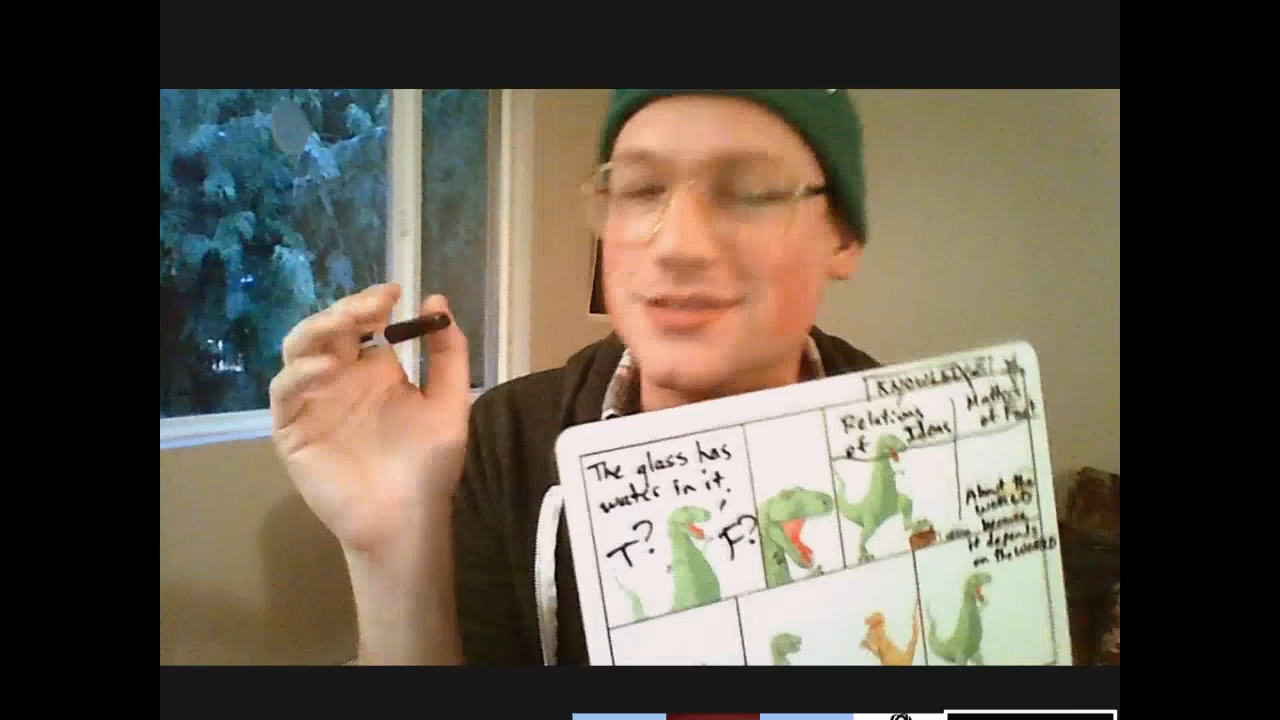 KNOWLEDGE!
The glass has
water in it.
T?
F?
Relations
of Ideas
Matters
of Fact
About the
WORLD
because
it depends
on the WORLD